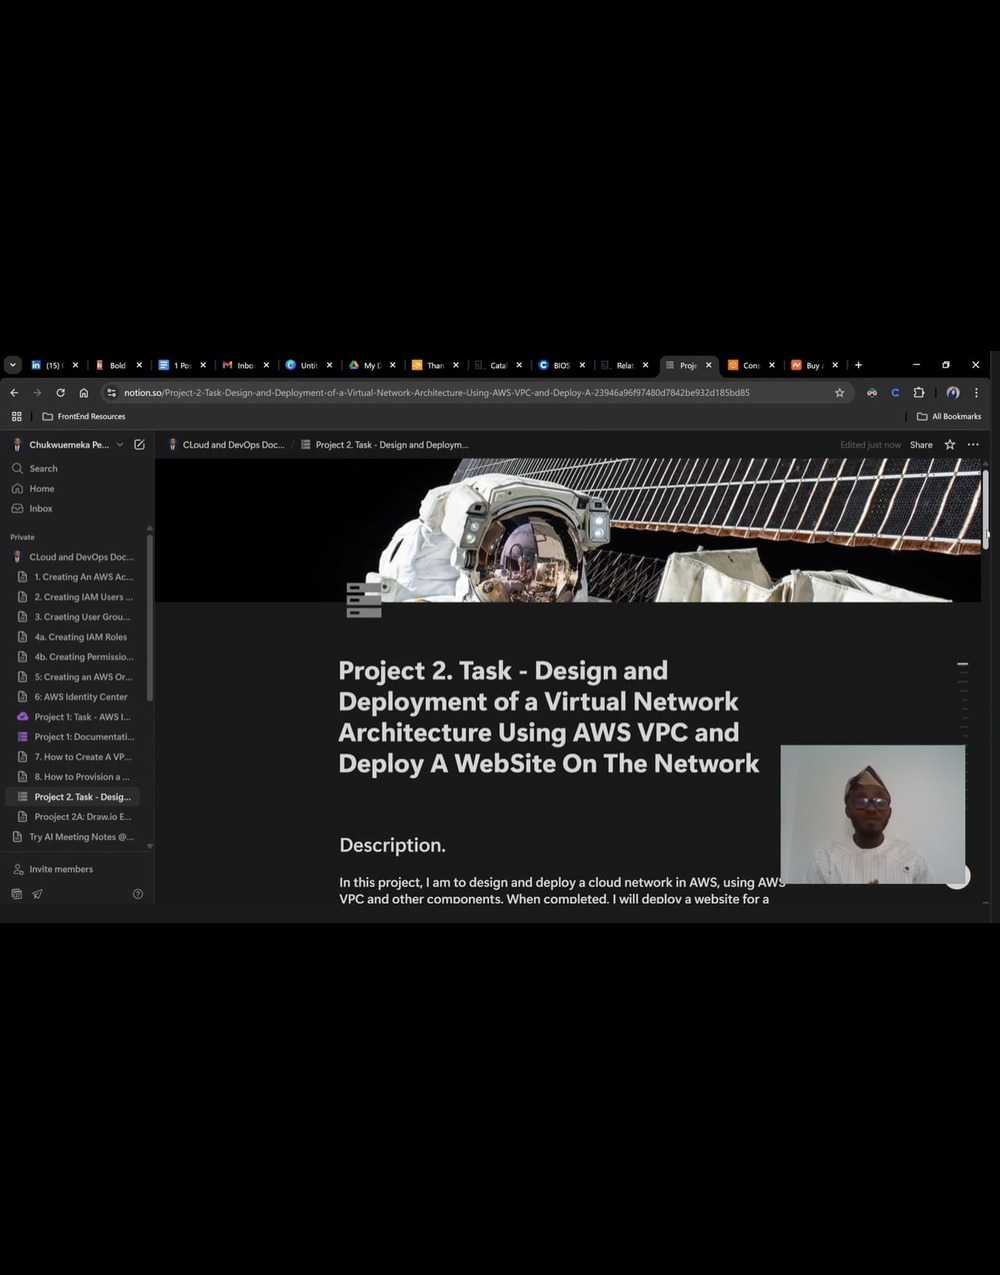 (15)
Bold
1 Po
Inbo
Unti
My D
Than
Catal
BIOS
Relat
Proje
Cons
Buy
notion.so/Project-2-Task-Design-and-Deployment-of-a-Virtual-Network-Architecture-Using-AWS-VPC-and-Deploy-A-23946a96f97480d7842be932d185bd85
FrontEnd Resources
All Bookmarks
Chukwuemeka Pe...
CLoud and DevOps Doc... / Project 2. Task - Design and Deploym...
Edited just now
Share
Search
Home
Inbox
Private
CLoud and DevOps Doc...
1. Creating An AWS Ac...
2. Creating IAM Users ...
3. Craeting User Grou...
4a. Creating IAM Roles
4b. Creating Permissio...
5: Creating an AWS Or...
6: AWS Identity Center
Project 1: Task - AWS I...
Project 1: Documentati...
7. How to Create A VP...
8. How to Provision a ...
Project 2. Task - Desig...
Prooject 2A: Draw.io E...
Try AI Meeting Notes @...
Invite members
Project 2. Task - Design and
Deployment of a Virtual Network
Architecture Using AWS VPC and
Deploy A WebSite On The Network
Description.
In this project, I am to design and deploy a cloud network in AWS, using AWS
VPC and other components. When completed, I will deploy a website for a